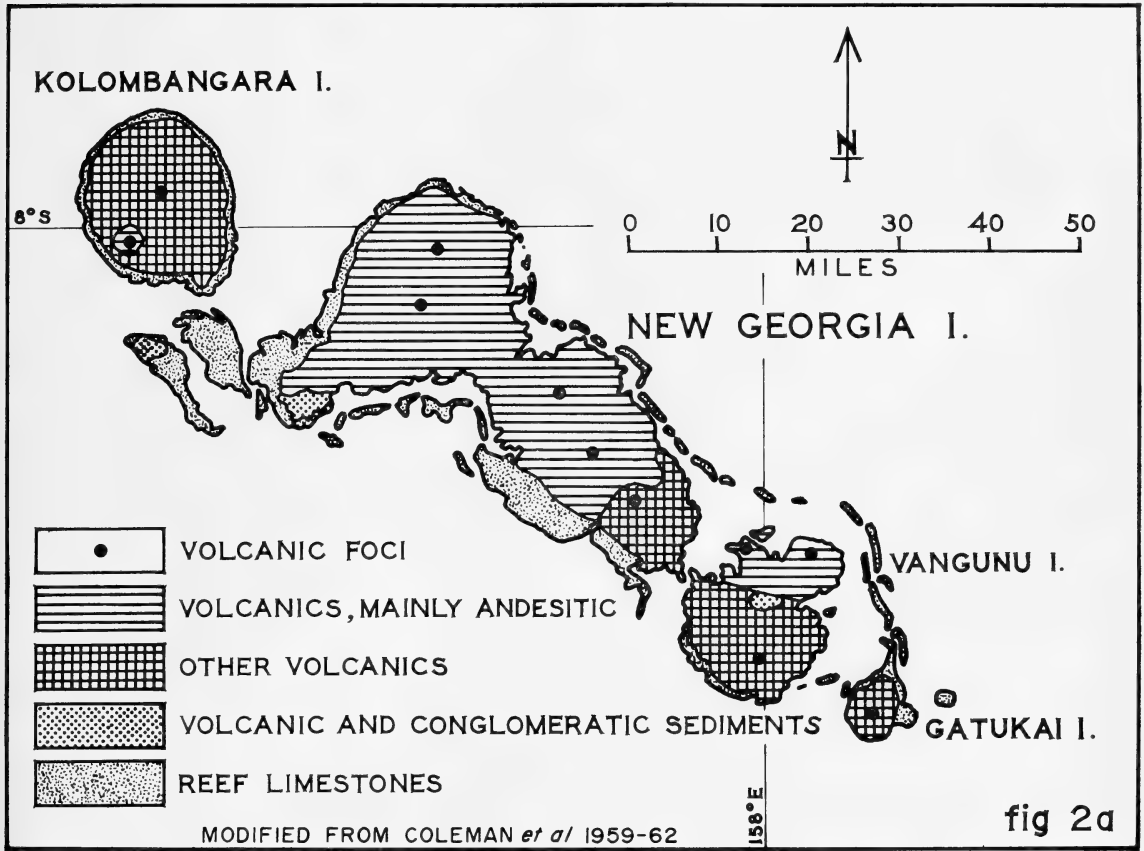 KOLOMBANGARA I.
N
8°S
0 10 20 30 40 50
MILES
NEW GEORGIA I.
VOLCANIC FOCI
VANGUNU I.
VOLCANICS, MAINLY ANDESITIC
OTHER VOLCANICS
VOLCANIC AND CONGLOMERATIC SEDIMENTS
GATUKAI I.
REEF LIMESTONES
158°E
fig 2a
MODIFIED FROM COLEMAN et al 1959-62